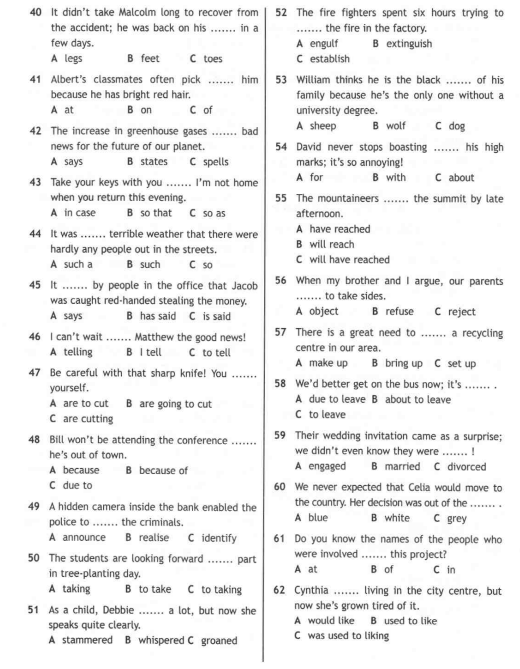 40 It didn't take Malcolm long to recover from
the accident; he was back on his ....... in a
few days.
A legs B feet C toes
41 Albert's classmates often pick ....... him
because he has bright red hair.
A at B on C of
42 The increase in greenhouse gases ....... bad
news for the future of our planet.
A says B states C spells
43 Take your keys with you ....... I'm not home
when you return this evening.
A in case B so that C so as
44 It was ....... terrible weather that there were
hardly any people out in the streets.
A such a B such C so
45 It ....... by people in the office that Jacob
was caught red-handed stealing the money.
A says B has said C is said
46 I can't wait ....... Matthew the good news!
A telling B I tell C to tell
47 Be careful with that sharp knife! You .......
yourself.
A are to cut B are going to cut
C are cutting
48 Bill won't be attending the conference .......
he's out of town.
A because B because of
C due to
49 A hidden camera inside the bank enabled the
police to ....... the criminals.
A announce B realise C identify
50 The students are looking forward ....... part
in tree-planting day.
A taking B to take C to taking
51 As a child, Debbie ....... a lot, but now she
speaks quite clearly.
A stammered B whispered C groaned
52 The fire fighters spent six hours trying to
....... the fire in the factory.
A engulf B extinguish
C establish
53 William thinks he is the black ....... of his
family because he's the only one without a
university degree.
A sheep B wolf C dog
54 David never stops boasting ....... his high
marks; it's so annoying!
A for B with C about
55 The mountaineers ....... the summit by late
afternoon.
A have reached
B will reach
C will have reached
56 When my brother and I argue, our parents
....... to take sides.
A object B refuse C reject
57 There is a great need to ....... a recycling
centre in our area.
A make up B bring up C set up
58 We'd better get on the bus now; it's ....... .
A due to leave B about to leave
C to leave
59 Their wedding invitation came as a surprise;
we didn't even know they were ....... !
A engaged B married C divorced
60 We never expected that Celia would move to
the country. Her decision was out of the ....... .
A blue B white C grey
61 Do you know the names of the people who
were involved ....... this project?
A at B of C in
62 Cynthia ....... living in the city centre, but
now she's grown tired of it.
A would like B used to like
C was used to liking